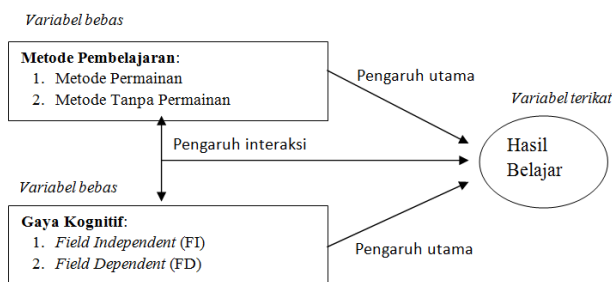 Variabel bebas
Metode Pembelajaran:
1. Metode Permainan
2. Metode Tanpa Permainan
Pengaruh utama
Variabel terikat
Pengaruh interaksi
Hasil
Belajar
Variabel bebas
Gaya Kognitif:
1. Field Independent (FI)
2. Field Dependent (FD)
Pengaruh utama